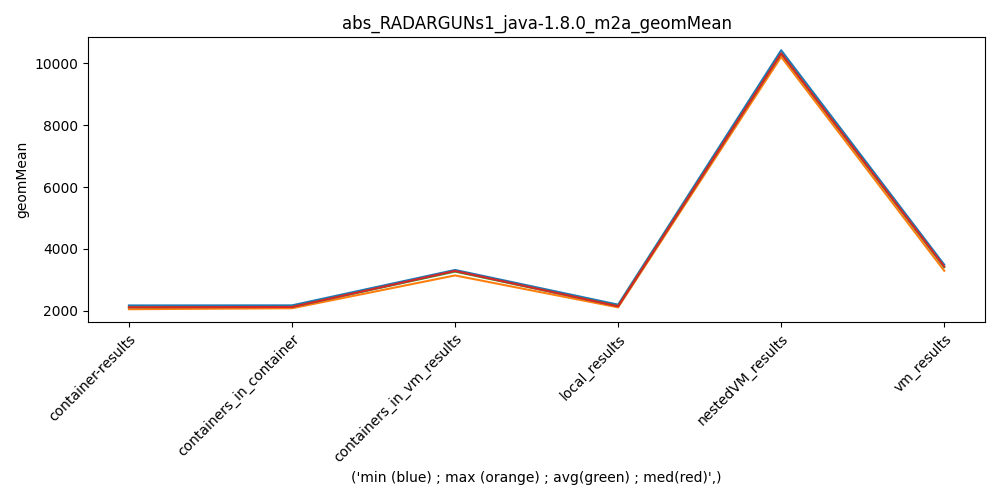 abs_RADARGUNs1_java-1.8.0_m2a_geomMean
geomMean
10000
8000
6000
4000
2000
container-results
containers_in_container
containers_in_vm_results
local_results
nestedVM_results
vm_results
('min (blue) ; max (orange) ; avg(green) ; med(red)',)